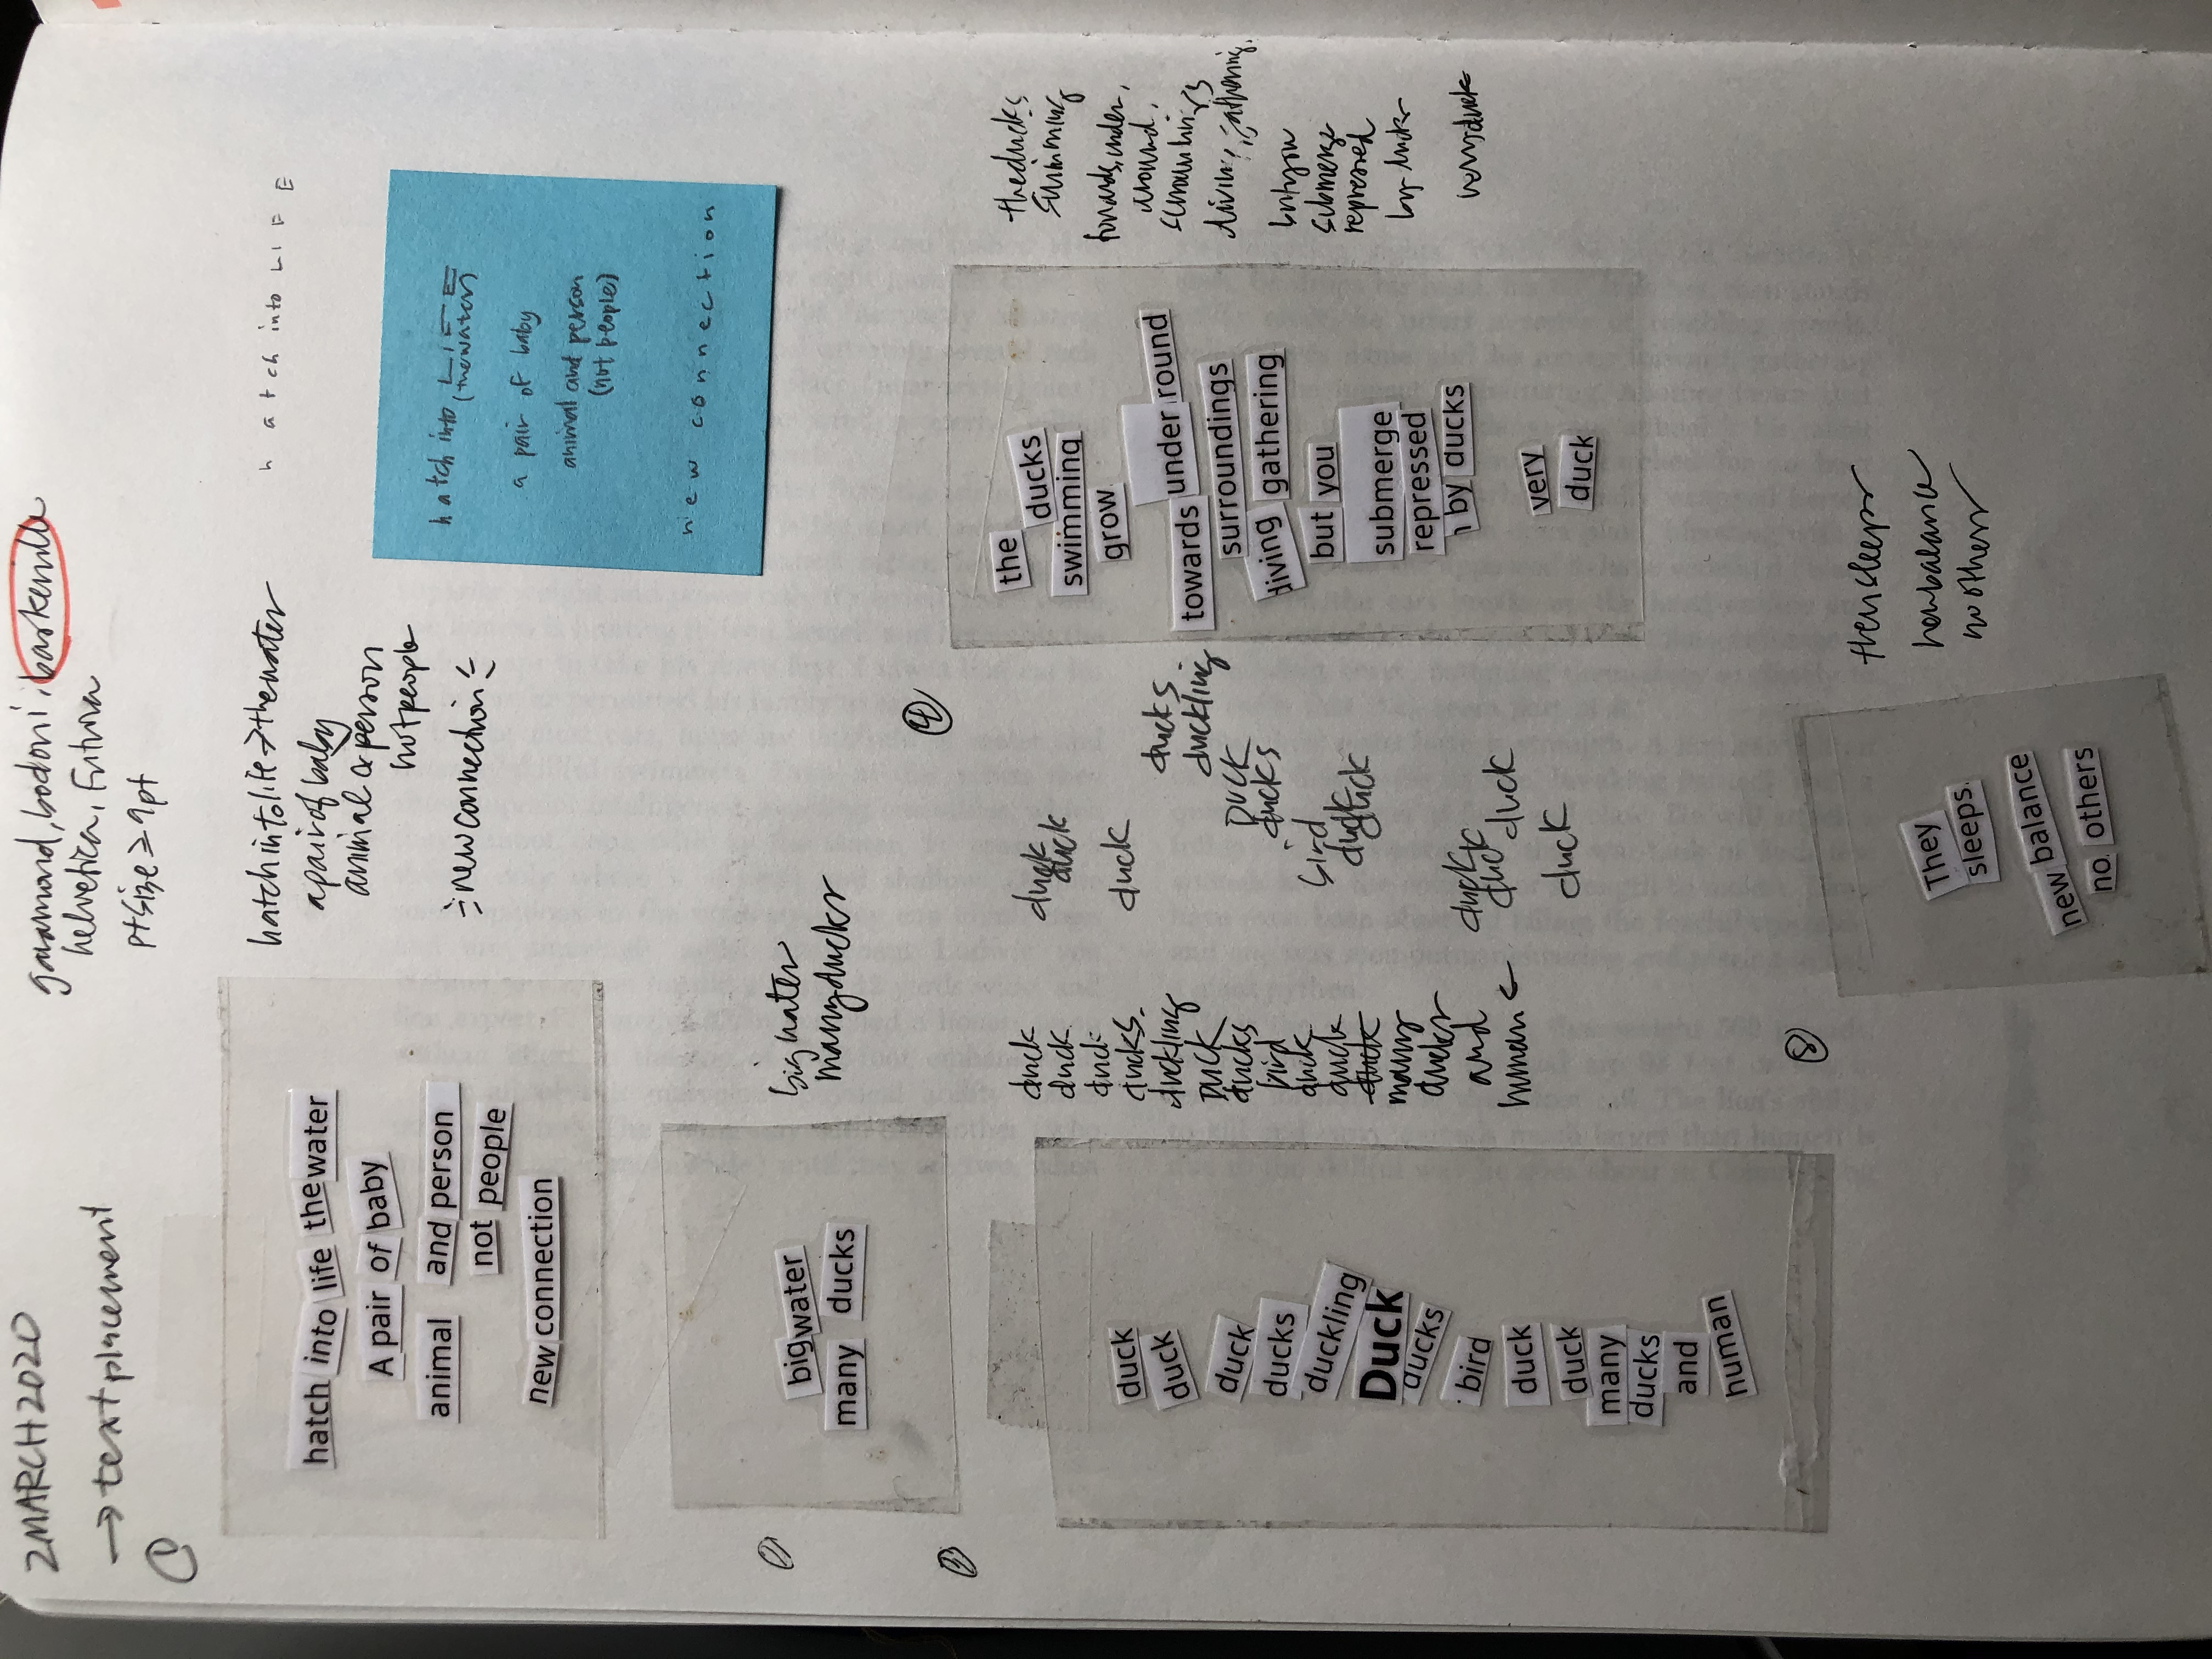 2MARCH2020
→ text placement
garamond, bodoni, baskerville
helvetica, Futura
pt size ≥ 9pt
1
hatch into life the water
A pair of baby
animal and person
not people
new connection
hatch into life → the water
a pair of baby
animal & person
not people
new connection
h a t c h into L I F E
h a t c h into L I F E
(the water)
a pair of baby
animal and person
(not people)
n e w c o n n e c t i o n
2
big water
many ducks
big water
many ducks
3
duck
duck
duck
ducks
duckling
Duck
ducks
bird
duck
duck
many
ducks
and
human
duck
duck
duck
ducks
duckling
DUCK
ducks
bird
duck
duck
duck
many
ducks
and
human ←
duck
duck
duck
ducks
duckling
DUCK
ducks
bird
duck
duck
duck
duck
duck
duck
4
the
ducks
swimming
grow
towards under round
surroundings
diving gathering
but you
submerge
repressed
by ducks
very
duck
the ducks
swimming
towards, under,
around,
surroundings
diving, gathering,
but you
submerge
repressed
by ducks
very duck
8
They
sleeps.
new balance
no. others
they sleeps
new balance
no others